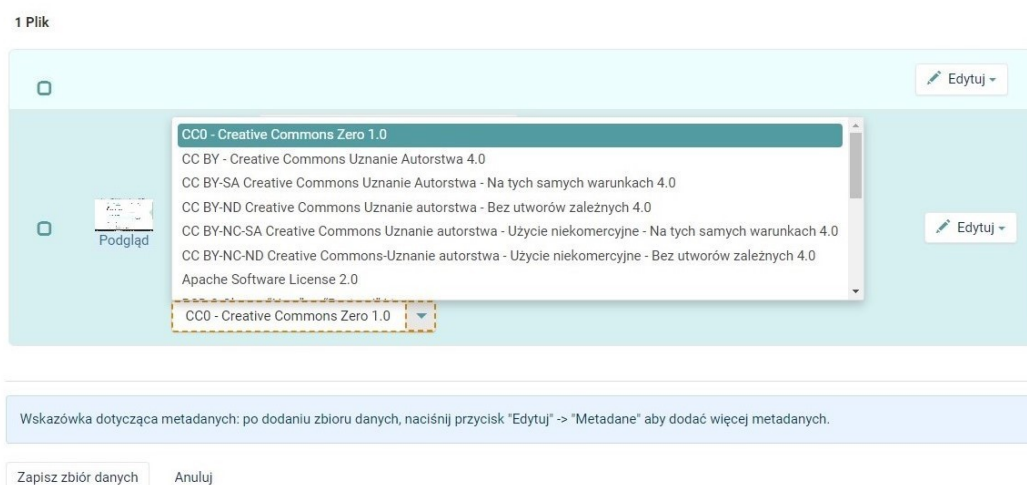 1 Plik
Edytuj
CC0 - Creative Commons Zero 1.0
CC BY - Creative Commons Uznanie Autorstwa 4.0
CC BY-SA Creative Commons Uznanie Autorstwa - Na tych samych warunkach 4.0
CC BY-ND Creative Commons Uznanie autorstwa - Bez utworów zależnych 4.0
CC BY-NC-SA Creative Commons Uznanie autorstwa - Użycie niekomercyjne - Na tych samych warunkach 4.0
CC BY-NC-ND Creative Commons-Uznanie autorstwa - Użycie niekomercyjne - Bez utworów zależnych 4.0
Apache Software License 2.0
Podgląd
Edytuj
CC0 - Creative Commons Zero 1.0
Wskazówka dotycząca metadanych: po dodaniu zbioru danych, naciśnij przycisk "Edytuj" -> "Metadane" aby dodać więcej metadanych.
Zapisz zbiór danych Anuluj